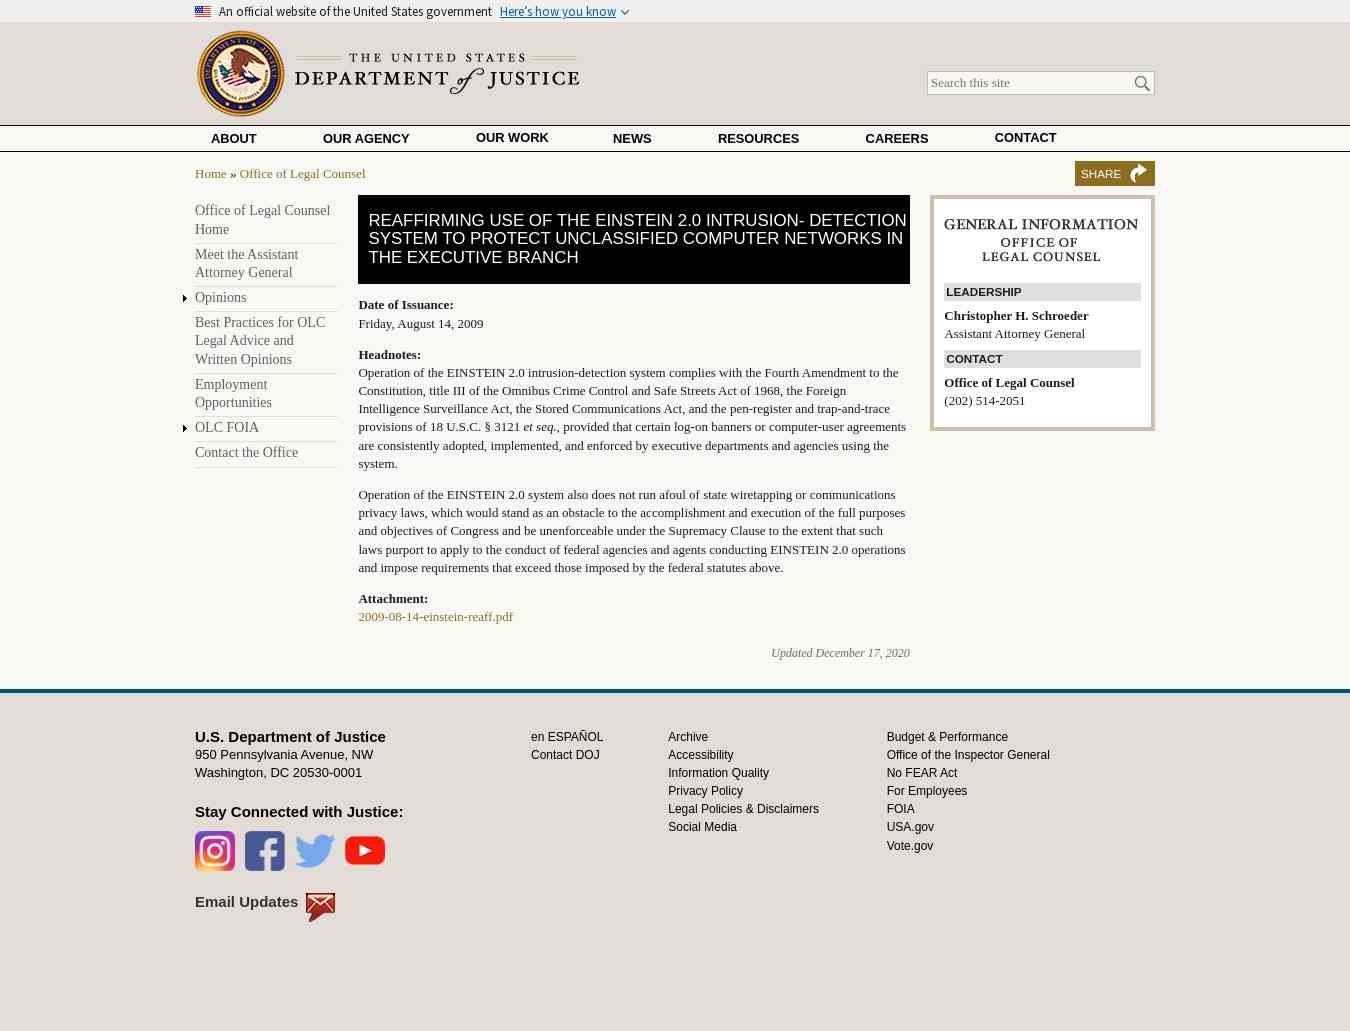 An official website of the United States government Here's how you know
THE UNITED STATES
DEPARTMENT of JUSTICE
Search this site
ABOUT OUR AGENCY OUR WORK NEWS RESOURCES CAREERS CONTACT
Home » Office of Legal Counsel
SHARE
Office of Legal Counsel
Home
Meet the Assistant
Attorney General
Opinions
Best Practices for OLC
Legal Advice and
Written Opinions
Employment
Opportunities
OLC FOIA
Contact the Office
REAFFIRMING USE OF THE EINSTEIN 2.0 INTRUSION- DETECTION
SYSTEM TO PROTECT UNCLASSIFIED COMPUTER NETWORKS IN
THE EXECUTIVE BRANCH
Date of Issuance:
Friday, August 14, 2009
Headnotes:
Operation of the EINSTEIN 2.0 intrusion-detection system complies with the Fourth Amendment to the
Constitution, title III of the Omnibus Crime Control and Safe Streets Act of 1968, the Foreign
Intelligence Surveillance Act, the Stored Communications Act, and the pen-register and trap-and-trace
provisions of 18 U.S.C. § 3121 et seq., provided that certain log-on banners or computer-user agreements
are consistently adopted, implemented, and enforced by executive departments and agencies using the
system.
Operation of the EINSTEIN 2.0 system also does not run afoul of state wiretapping or communications
privacy laws, which would stand as an obstacle to the accomplishment and execution of the full purposes
and objectives of Congress and be unenforceable under the Supremacy Clause to the extent that such
laws purport to apply to the conduct of federal agencies and agents conducting EINSTEIN 2.0 operations
and impose requirements that exceed those imposed by the federal statutes above.
Attachment:
2009-08-14-einstein-reaff.pdf
Updated December 17, 2020
GENERAL INFORMATION
OFFICE OF
LEGAL COUNSEL
LEADERSHIP
Christopher H. Schroeder
Assistant Attorney General
CONTACT
Office of Legal Counsel
(202) 514-2051
U.S. Department of Justice
950 Pennsylvania Avenue, NW
Washington, DC 20530-0001
Stay Connected with Justice:
Email Updates
en ESPAÑOL
Contact DOJ
Archive
Accessibility
Information Quality
Privacy Policy
Legal Policies & Disclaimers
Social Media
Budget & Performance
Office of the Inspector General
No FEAR Act
For Employees
FOIA
USA.gov
Vote.gov